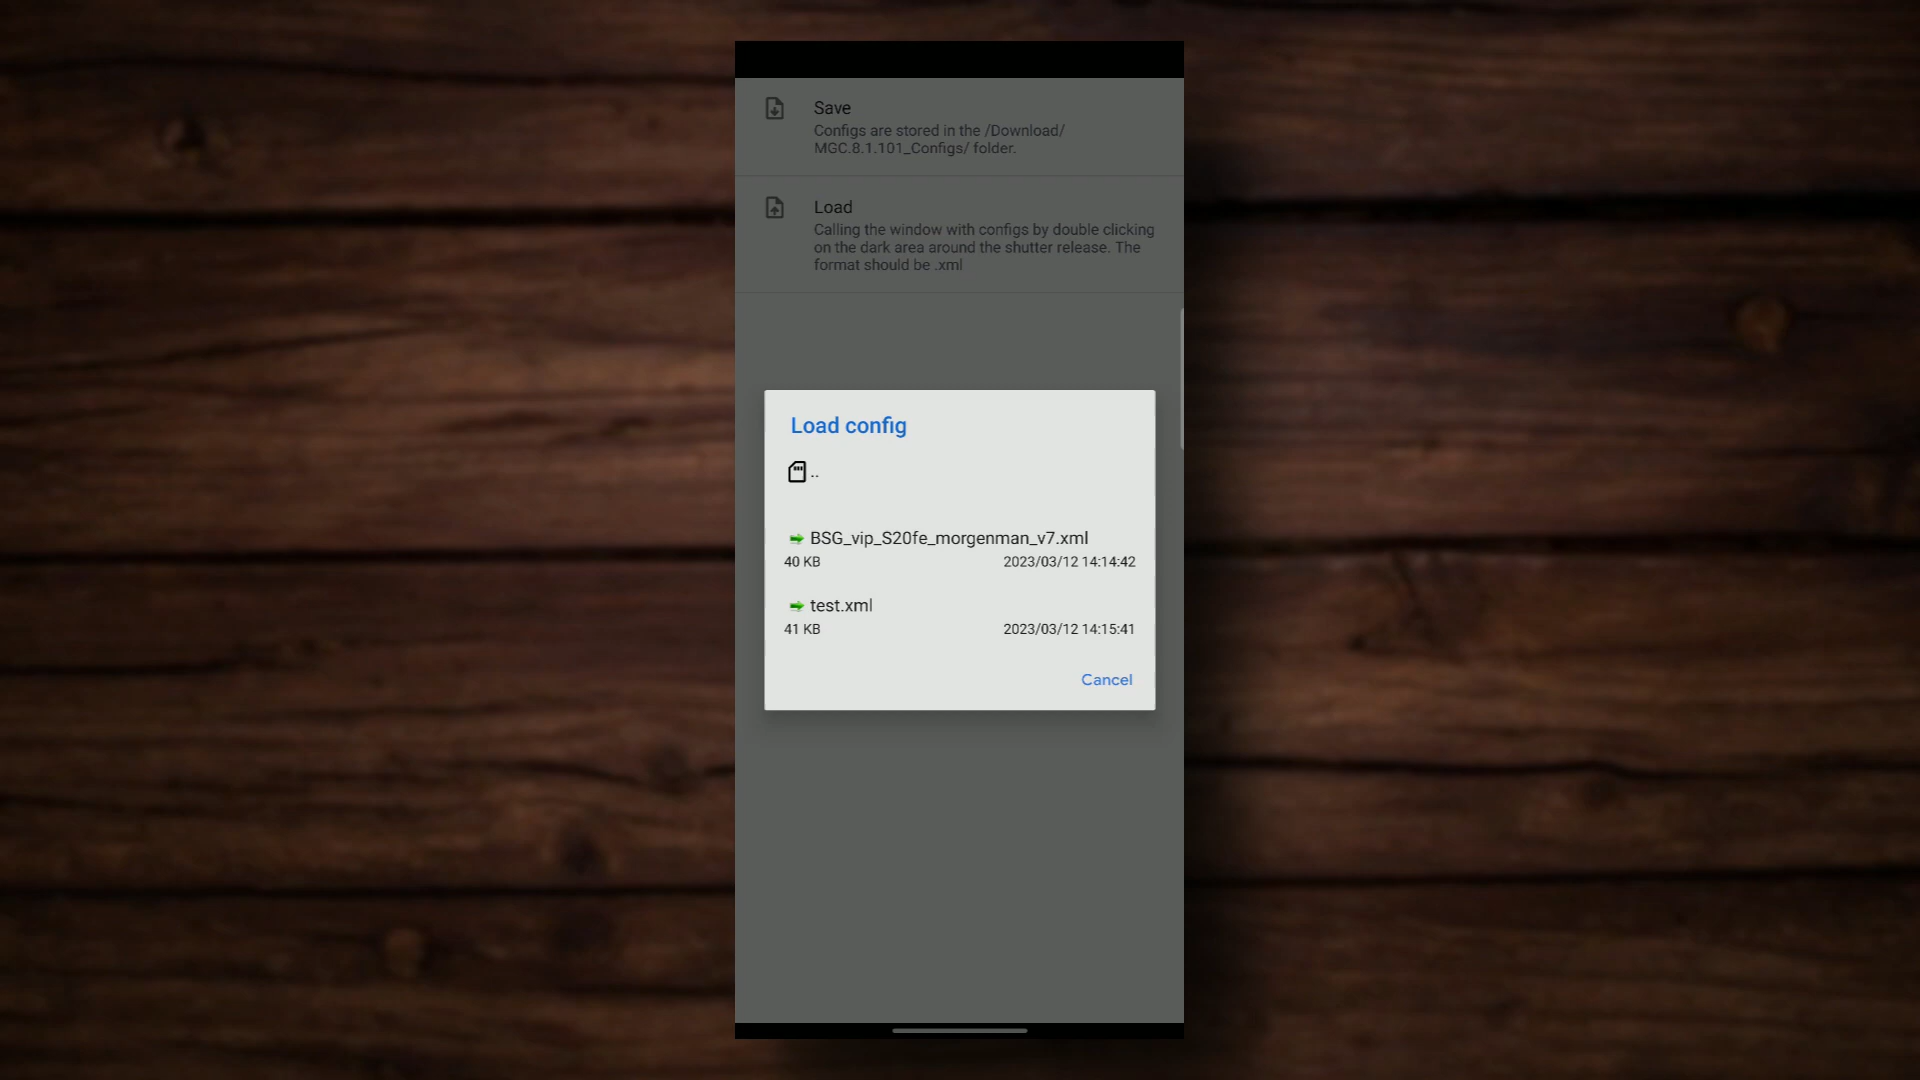 Save
Configs are stored in the /Download/
MGC.8.1.101_Configs/ folder.
Load
Calling the window with configs by double clicking
on the dark area around the shutter release. The
format should be .xml
Load config
..
BSG_vip_S20fe_morgenman_v7.xml
40 KB 2023/03/12 14:14:42
test.xml
41 KB 2023/03/12 14:15:41
Cancel